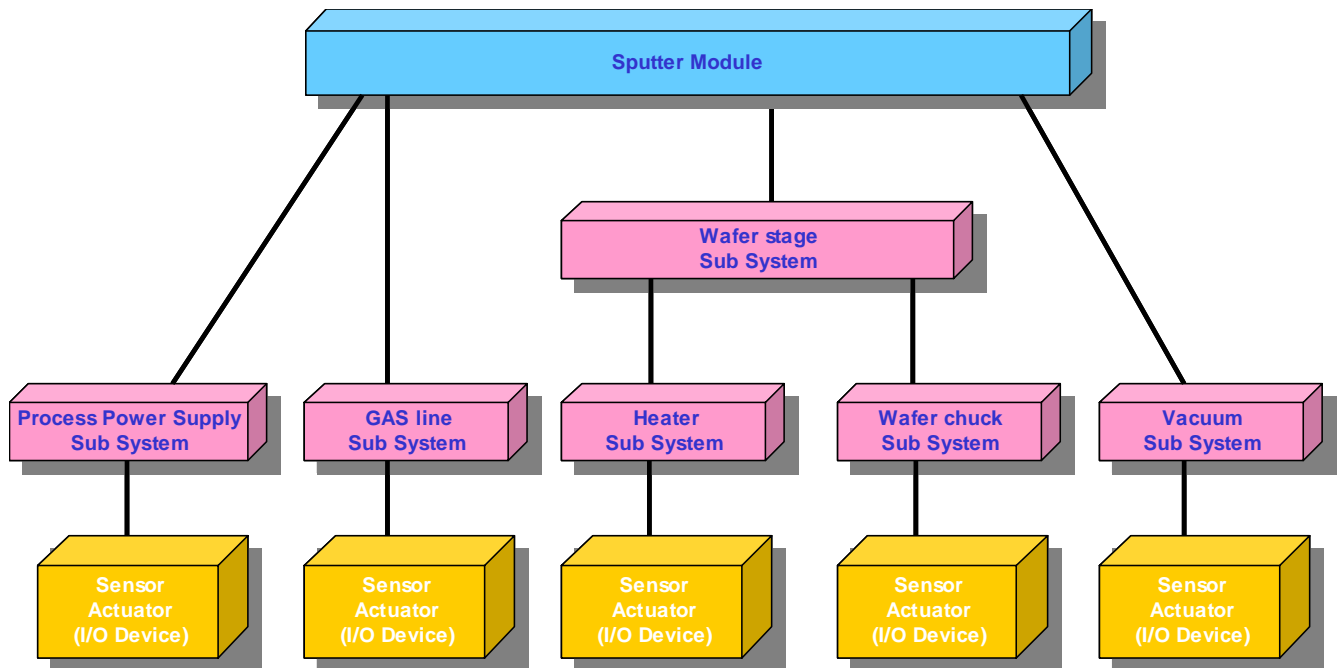 Sputter Module
Wafer stage
Sub System
Process Power Supply
Sub System
GAS line
Sub System
Heater
Sub System
Wafer chuck
Sub System
Vacuum
Sub System
Sensor
Actuator
(I/O Device)
Sensor
Actuator
(I/O Device)
Sensor
Actuator
(I/O Device)
Sensor
Actuator
(I/O Device)
Sensor
Actuator
(I/O Device)